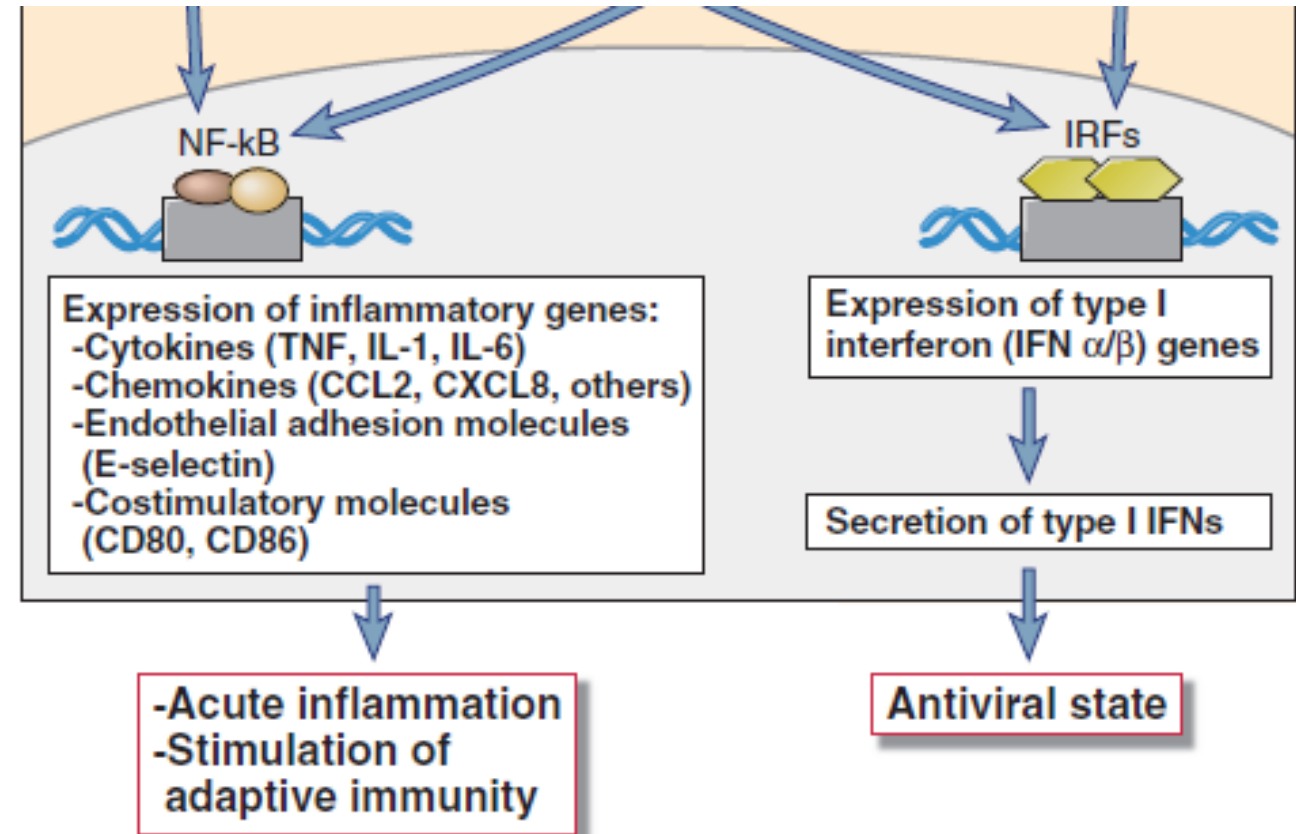 NF-kB
Expression of inflammatory genes:
-Cytokines (TNF, IL-1, IL-6)
-Chemokines (CCL2, CXCL8, others)
-Endothelial adhesion molecules
(E-selectin)
-Costimulatory molecules
(CD80, CD86)
-Acute inflammation
-Stimulation of
adaptive immunity
IRFs
Expression of type I
interferon (IFN α/β) genes
Secretion of type I IFNs
Antiviral state